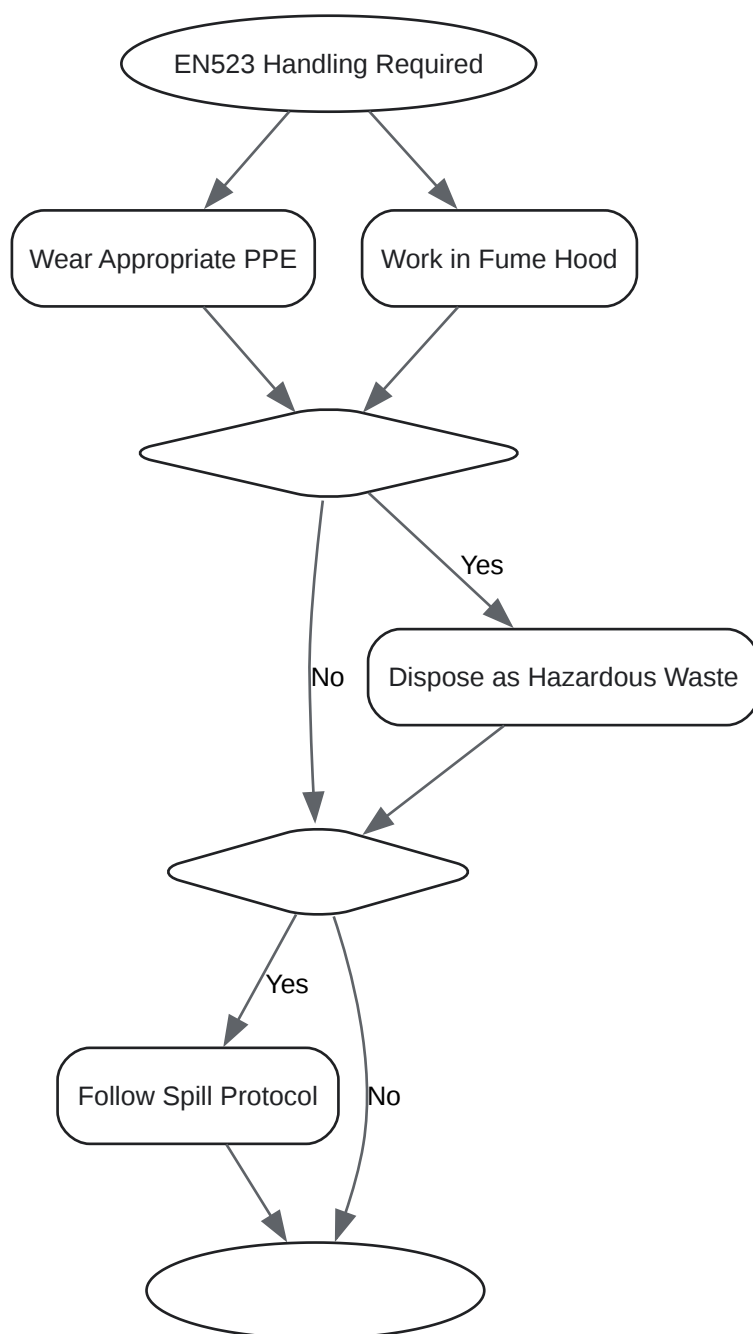 EN523 Handling Required
Wear Appropriate PPE
Work in Fume Hood
Yes
No
Dispose as Hazardous Waste
Yes
Follow Spill Protocol
No